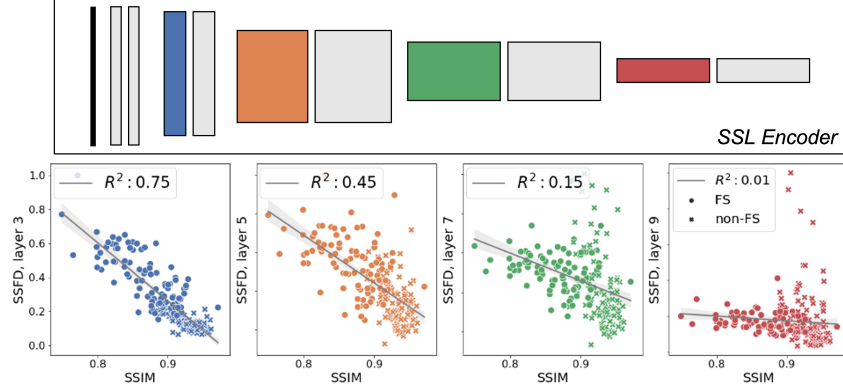 SSL Encoder
R² : 0.75
R² : 0.45
R² : 0.15
R² : 0.01
FS
non-FS
SSFD, layer 3
1.0
0.8
0.6
0.4
0.2
0.0
SSFD, layer 5
SSFD, layer 7
SSFD, layer 9
0.8
0.9
0.8
0.9
0.8
0.9
0.8
0.9
SSIM
SSIM
SSIM
SSIM